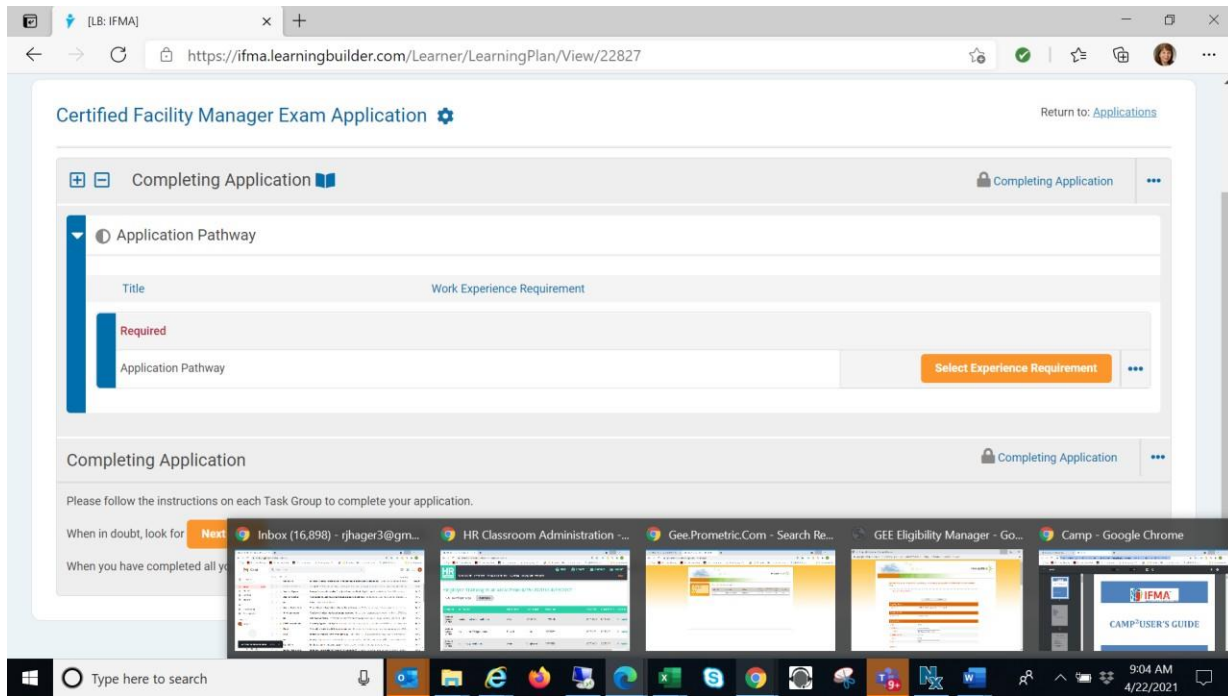 [LB: IFMA]
https://ifma.learningbuilder.com/Learner/LearningPlan/View/22827
Certified Facility Manager Exam Application
Return to: Applications
Completing Application
Completing Application
Application Pathway
Title Work Experience Requirement
Required
Application Pathway
Select Experience Requirement
Completing Application
Completing Application
Please follow the instructions on each Task Group to complete your application.
When in doubt, look for Next
When you have completed all yo
Inbox (16,898) - rjhager3@gm...
HR Classroom Administration -...
Gee.Prometric.Com - Search Re...
GEE Eligibility Manager - Go...
Camp - Google Chrome
HR
IFMA
CAMP³USER'S GUIDE
Type here to search
9+
9:04 AM
4/22/2021